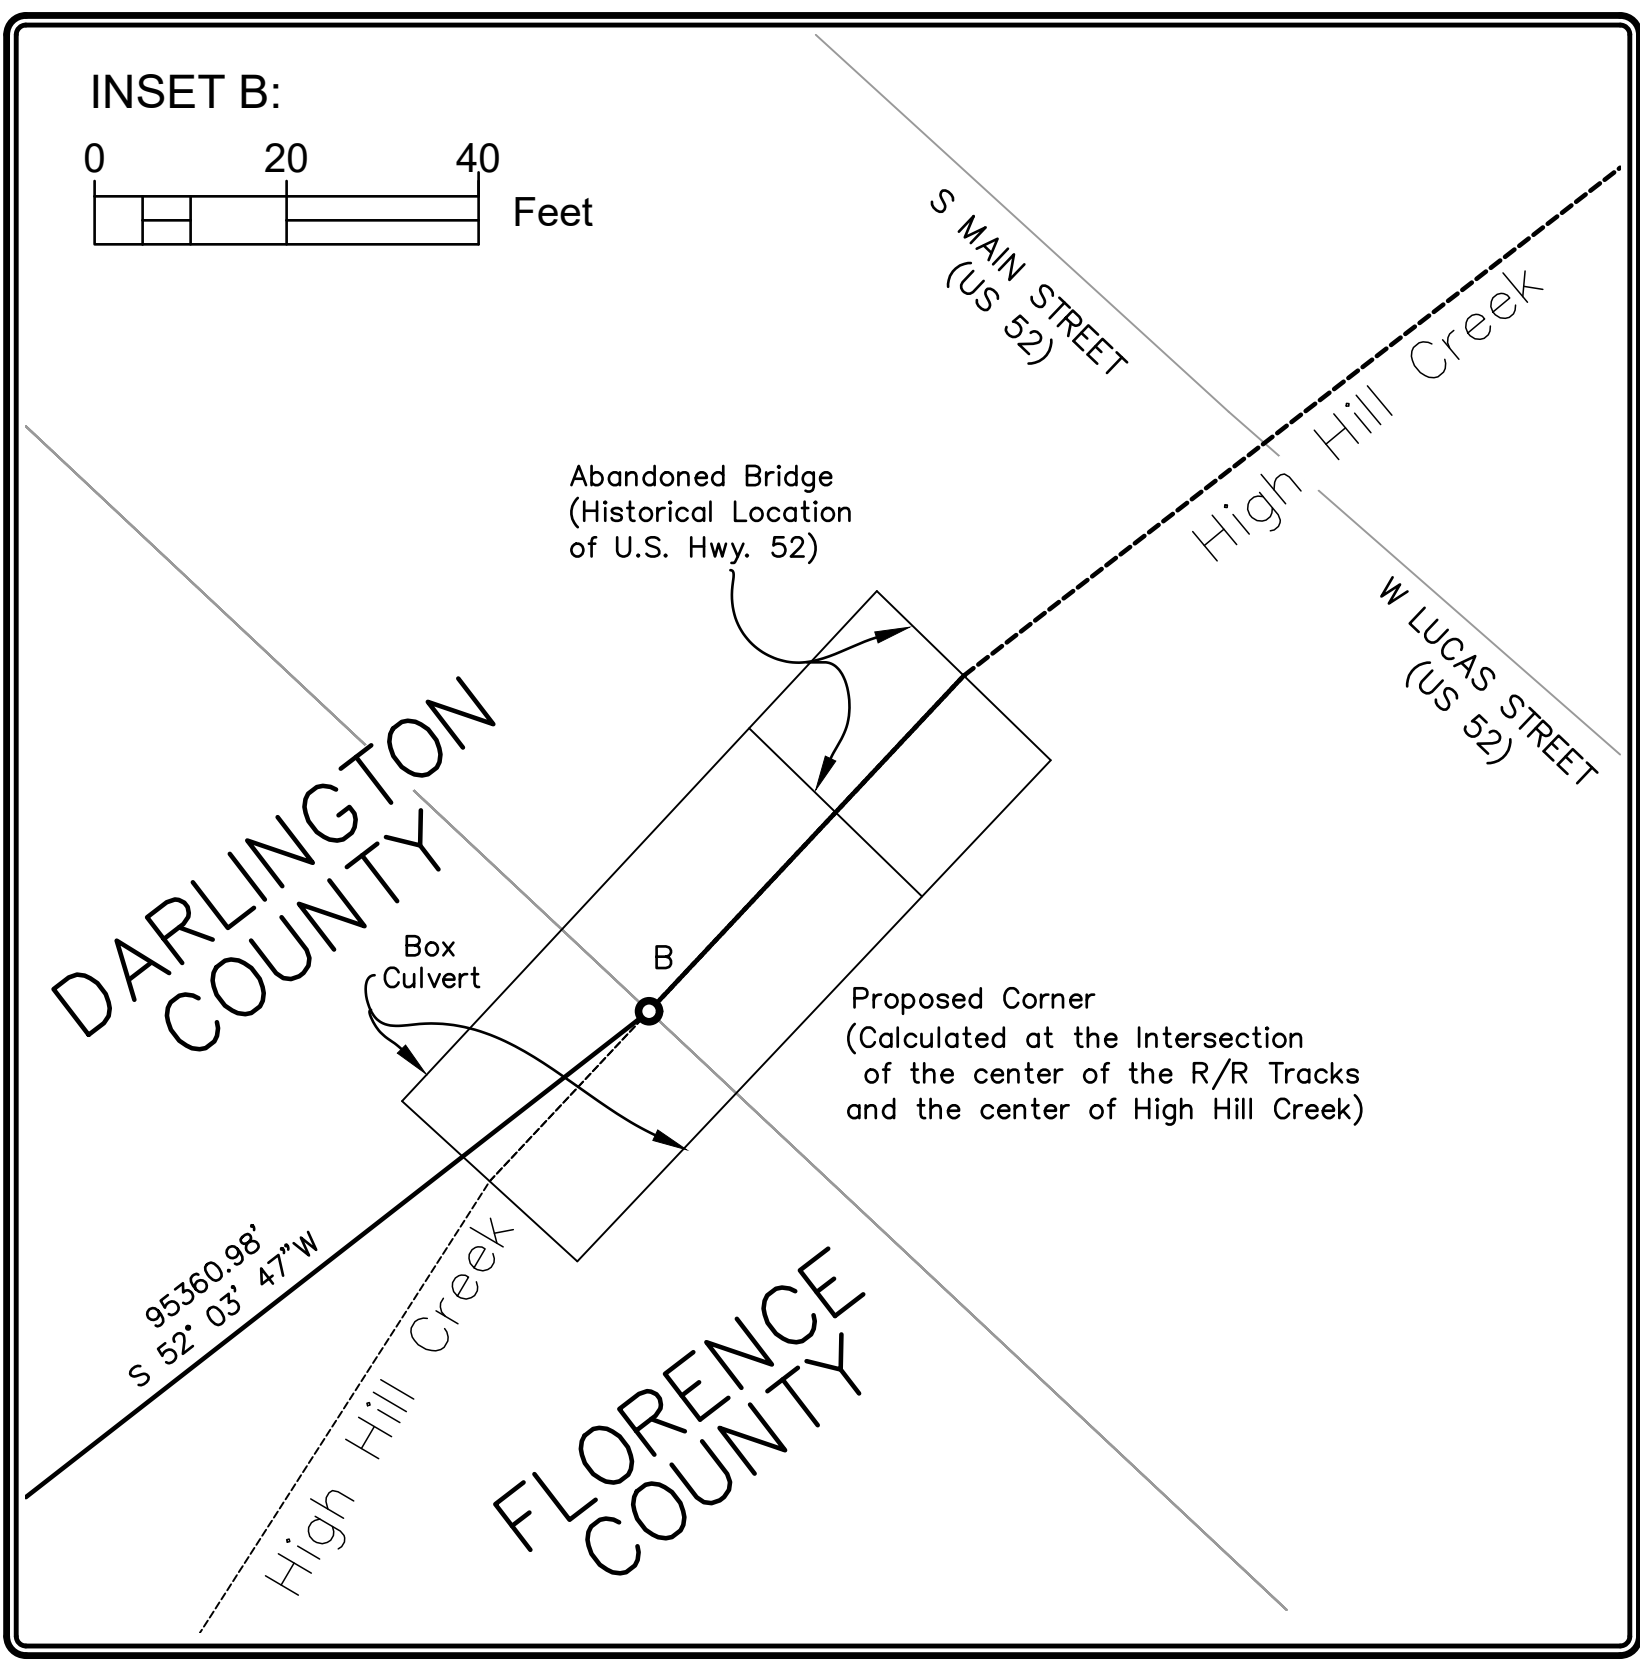 INSET B:
0 20 40
Feet
S MAIN STREET
(US 52)
High Hill Creek
W LUCAS STREET
(US 52)
Abandoned Bridge
(Historical Location
of U.S. Hwy. 52)
DARLINGTON
COUNTY
Box
Culvert
B
Proposed Corner
(Calculated at the Intersection
of the center of the R/R Tracks
and the center of High Hill Creek)
95360.98'
S 52° 03' 47"W
High Hill Creek
FLORENCE
COUNTY